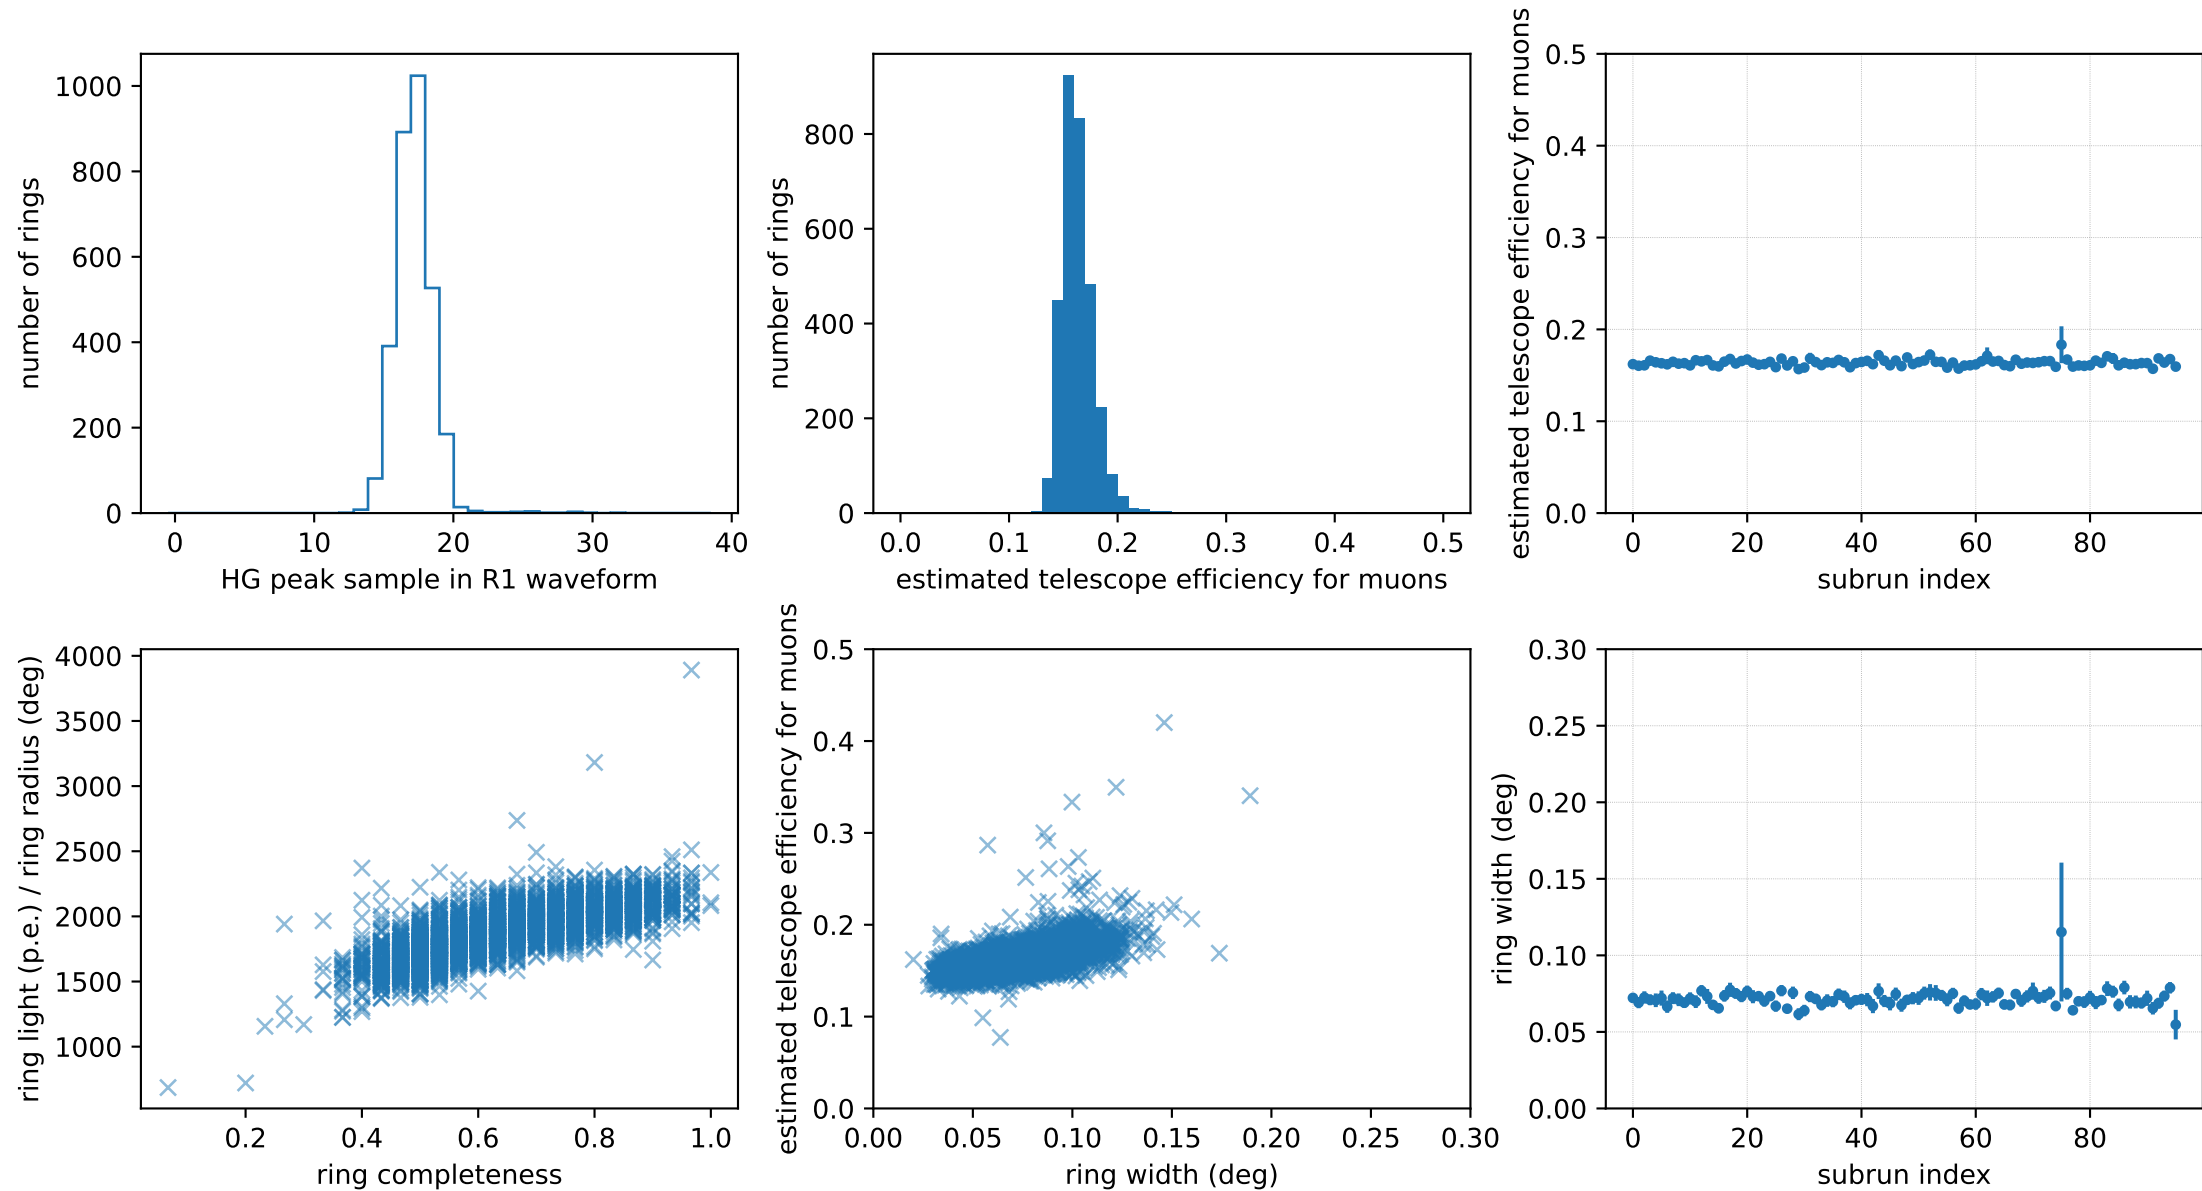 number of rings
1000
800
600
400
200
0
0 10 20 30 40
HG peak sample in R1 waveform
number of rings
800
600
400
200
0
0.0 0.1 0.2 0.3 0.4 0.5
estimated telescope efficiency for muons
estimated telescope efficiency for muons
0.5
0.4
0.3
0.2
0.1
0.0
0 20 40 60 80
subrun index
ring light (p.e.) / ring radius (deg)
4000
3500
3000
2500
2000
1500
1000
0.2 0.4 0.6 0.8 1.0
ring completeness
estimated telescope efficiency for muons
0.5
0.4
0.3
0.2
0.1
0.0
0.00 0.05 0.10 0.15 0.20 0.25 0.30
ring width (deg)
ring width (deg)
0.30
0.25
0.20
0.15
0.10
0.05
0.00
0 20 40 60 80
subrun index